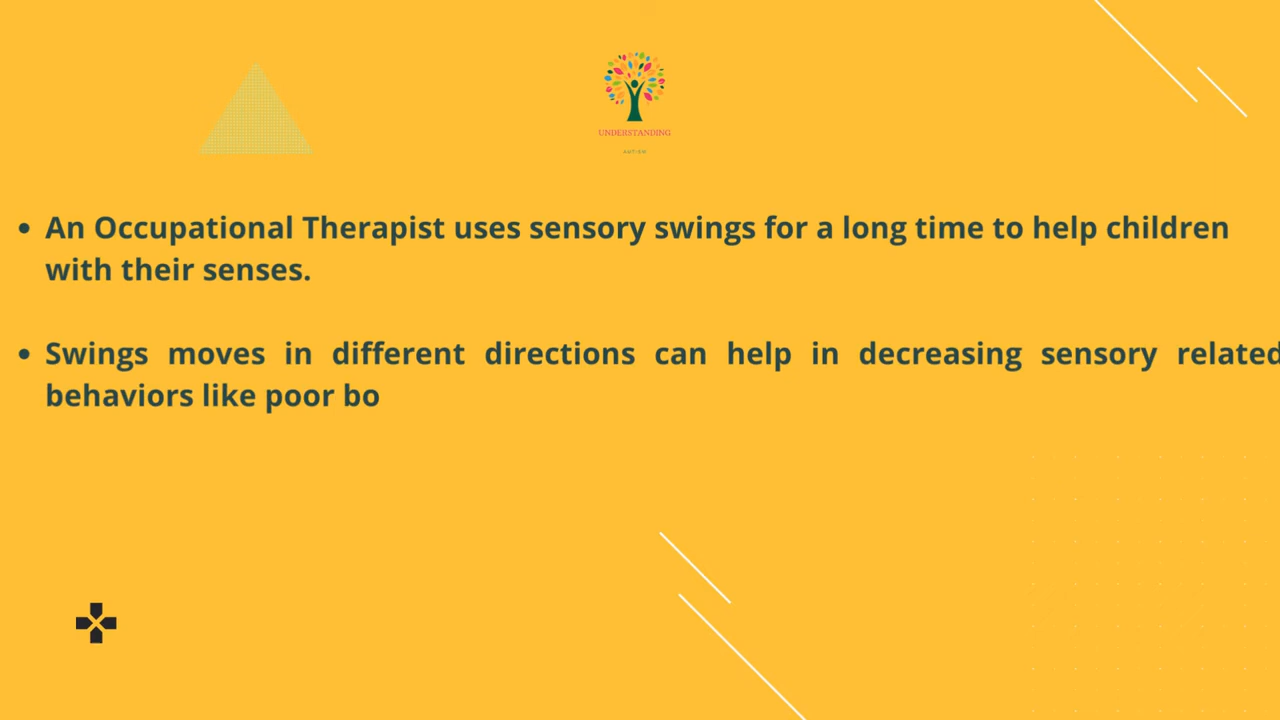 UNDERSTANDING
AUTISM
• An Occupational Therapist uses sensory swings for a long time to help children
with their senses.
• Swings moves in different directions can help in decreasing sensory related
behaviors like poor bo